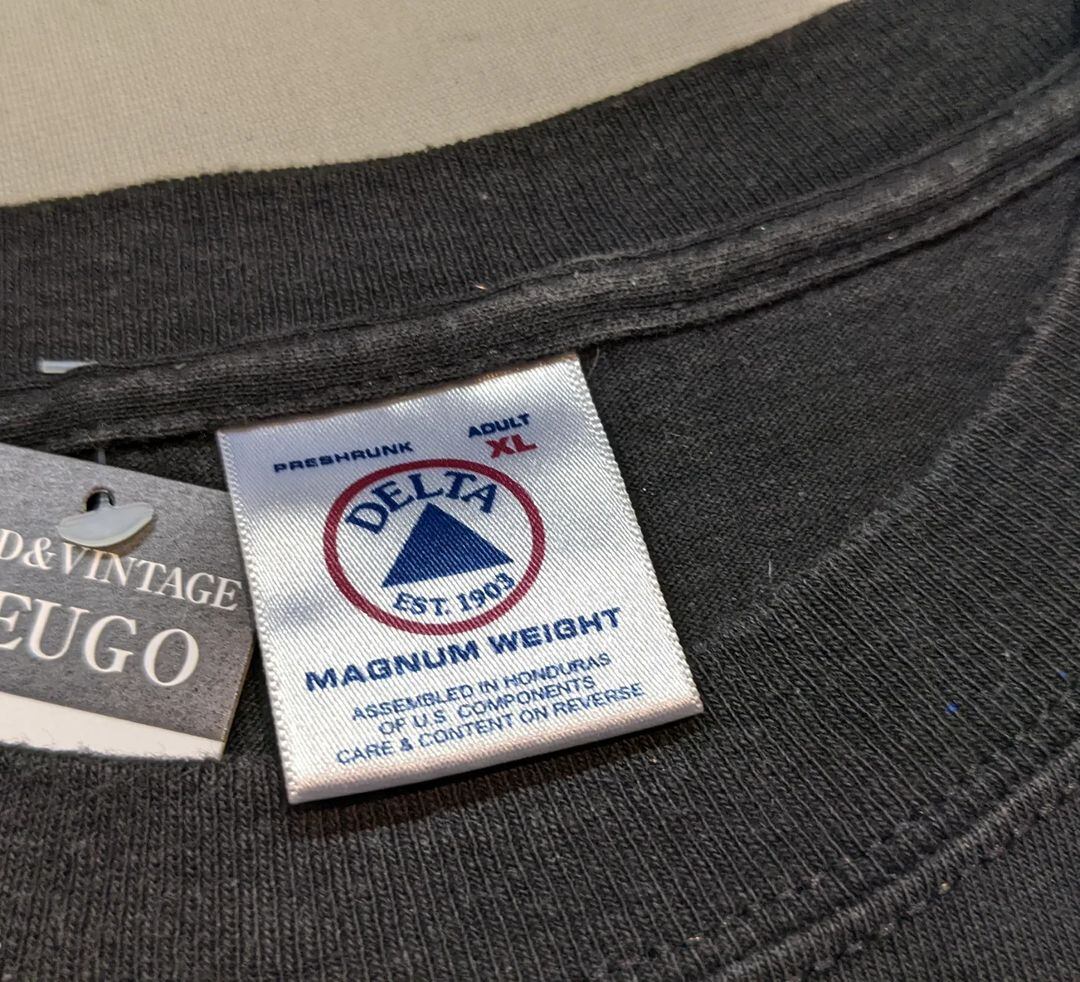 PRESHRUNK
ADULT
XL
DELTA
EST. 1903
MAGNUM WEIGHT
ASSEMBLED IN HONDURAS
OF U.S COMPONENTS
CARE & CONTENT ON REVERSE
D&VINTAGE
EUGO